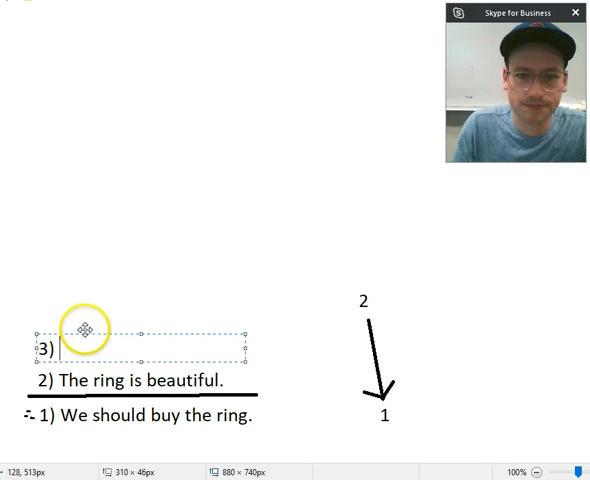 Skype for Business
2
3)
2) The ring is beautiful.
∴ 1) We should buy the ring.
1
128, 513px
310 × 46px
880 × 740px
100%